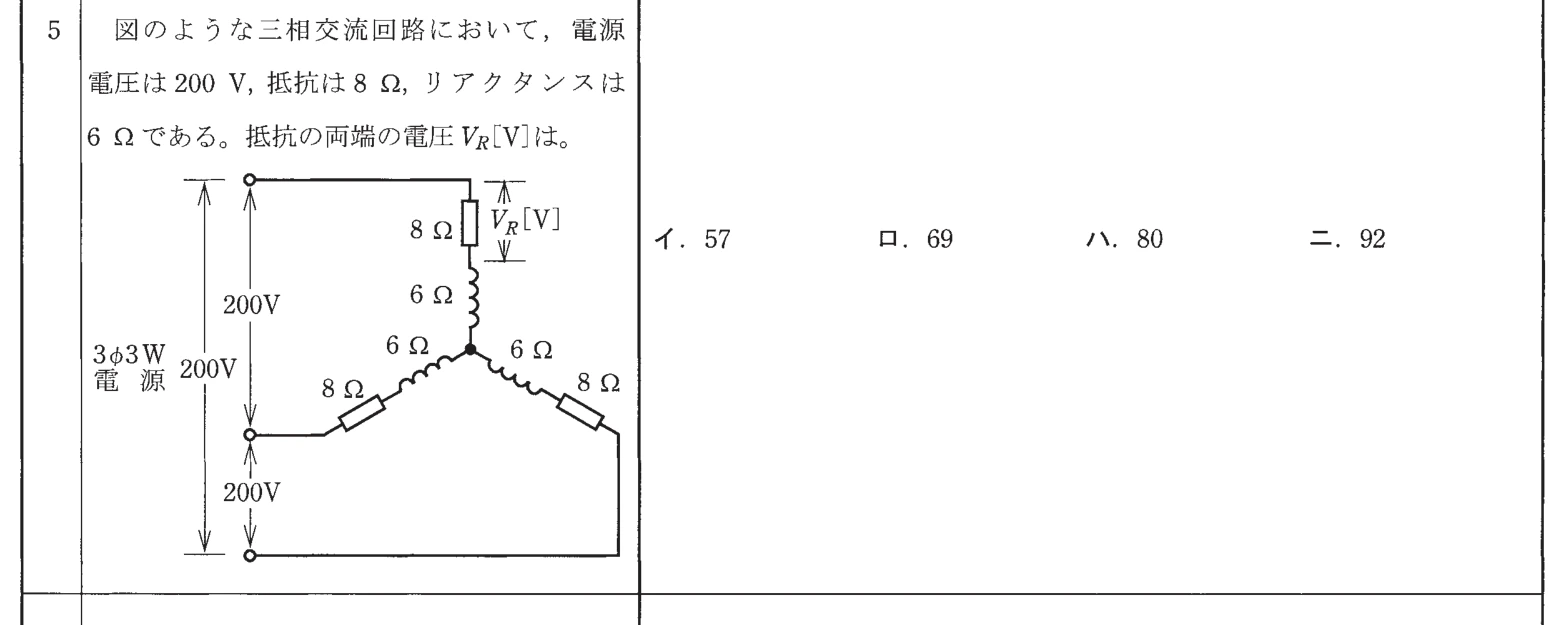 5 図のような三相交流回路において，電源
電圧は 200 V, 抵抗は 8 Ω, リアクタンスは
6 Ω である。抵抗の両端の電圧 V_R[V]は。
8 Ω
V_R[V]
6 Ω
200V
6 Ω
6 Ω
3φ3W
電 源
200V
8 Ω
8 Ω
200V
イ．57 ロ．69 ハ．80 ニ．92